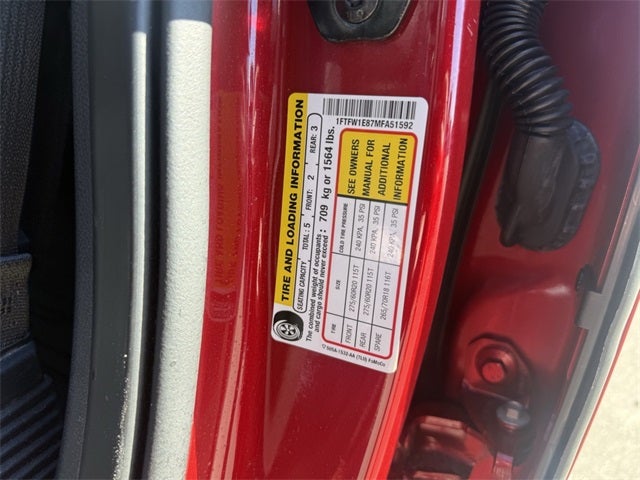 TIRE AND LOADING INFORMATION
SEATING CAPACITY TOTAL: 5 FRONT: 2 REAR: 3
The combined weight of occupants
and cargo should never exceed: 709 kg or 1564 lbs.
1FTFW1E87MFA51592
TIRE SIZE COLD TIRE PRESSURE
FRONT 275/60R20 115T 240 KPA, 35 PSI
REAR 275/60R20 115T 240 KPA, 35 PSI
SPARE 265/70R18 116T 240 KPA, 35 PSI
SEE OWNERS
MANUAL FOR
ADDITIONAL
INFORMATION
FoMoCo